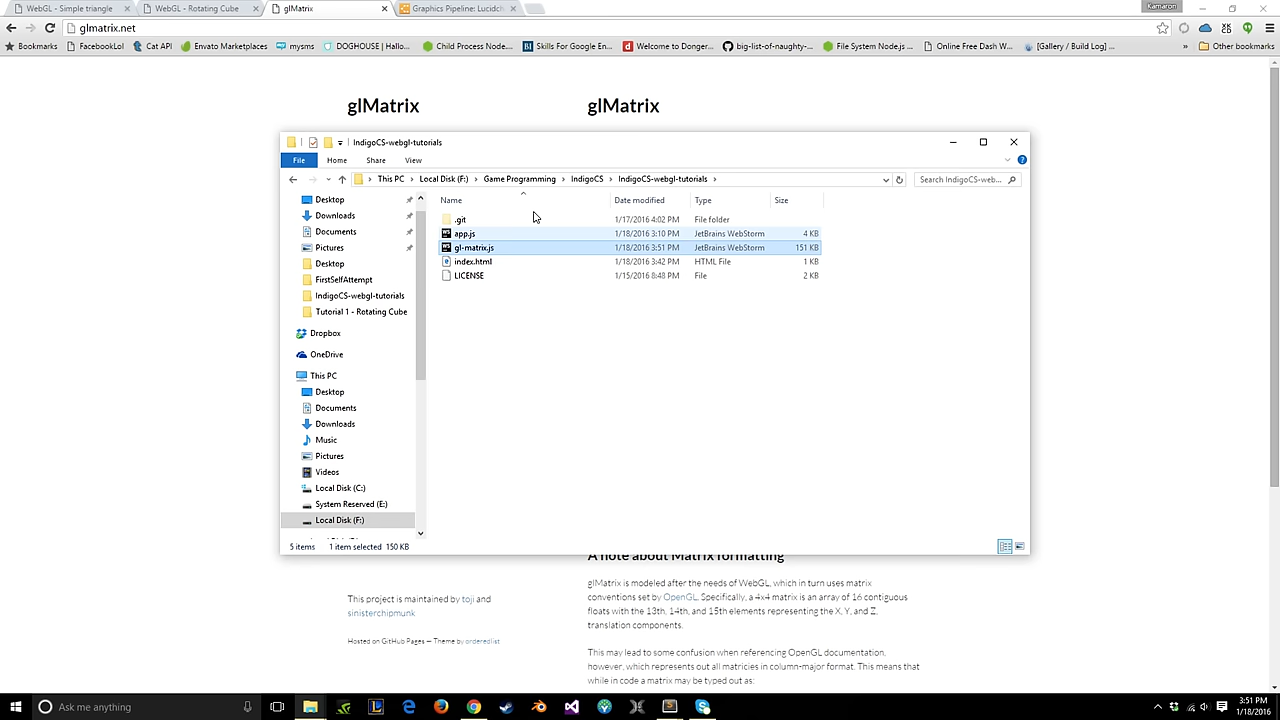 WebGL - Simple triangle
WebGL - Rotating Cube
glMatrix
Graphics Pipeline: Lucidch
Kamaron
glmatrix.net
Bookmarks
FacebookLol
Cat API
Envato Marketplaces
mysms
DOGHOUSE | Hallo...
Child Process Node...
Skills For Google En...
Welcome to Donger...
big-list-of-naughty-...
File System Node.js ...
Online Free Dash W...
[Gallery / Build Log] ...
»
Other bookmarks
glMatrix
glMatrix
IndigoCS-webgl-tutorials
File
Home
Share
View
This PC > Local Disk (F:) > Game Programming > IndigoCS > IndigoCS-webgl-tutorials >
Search IndigoCS-web...
Name
Date modified
Type
Size
.git 1/17/2016 4:02 PM File folder
app.js 1/18/2016 3:10 PM JetBrains WebStorm 4 KB
gl-matrix.js 1/18/2016 3:51 PM JetBrains WebStorm 151 KB
index.html 1/18/2016 3:42 PM HTML File 1 KB
LICENSE 1/15/2016 8:48 PM File 2 KB
Desktop
Downloads
Documents
Pictures
Desktop
FirstSelfAttempt
IndigoCS-webgl-tutorials
Tutorial 1 - Rotating Cube
Dropbox
OneDrive
This PC
Desktop
Documents
Downloads
Music
Pictures
Videos
Local Disk (C:)
System Reserved (E:)
Local Disk (F:)
5 items
1 item selected 150 KB
A note about Matrix formatting
glMatrix is modeled after the needs of WebGL, which in turn uses matrix
conventions set by OpenGL. Specifically, a 4x4 matrix is an array of 16 contiguous
floats with the 13th, 14th, and 15th elements representing the X, Y, and Z,
translation components.
This may lead to some confusion when referencing OpenGL documentation,
however, which represents out all matricies in column-major format. This means that
while in code a matrix may be typed out as:
This project is maintained by toji and
sinisterchipmunk
Hosted on GitHub Pages — Theme by orderedlist
Ask me anything
3:51 PM
1/18/2016